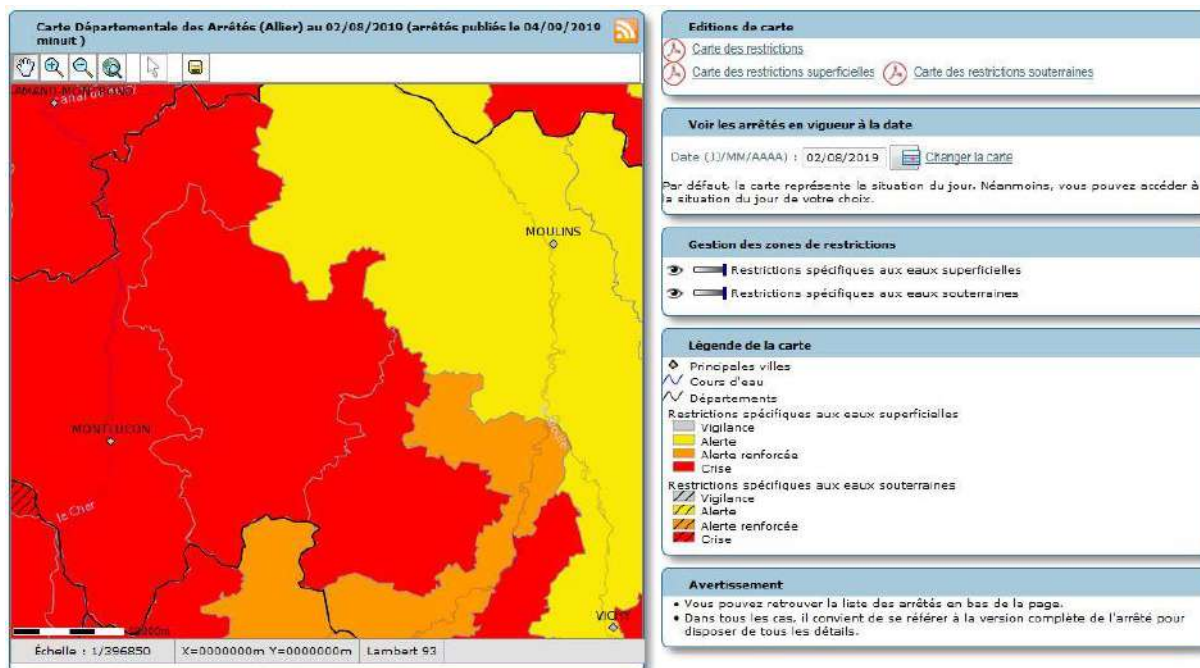 Carte Départementale des Arrêtés (Allier) au 02/08/2019 (arrêtés publiés le 04/09/2019
minuit )
MOULINS
MONTLUCON
le Cher
VICHY
Échelle : 1/396850
X=0000000m Y=0000000m
Lambert 93
Editions de carte
Carte des restrictions
Carte des restrictions superficielles Carte des restrictions souterraines
Voir les arrêtés en vigueur à la date
Date (JJ/MM/AAAA) : 02/08/2019 Changer la carte
Par défaut, la carte représente la situation du jour. Néanmoins, vous pouvez accéder à
la situation du jour de votre choix.
Gestion des zones de restrictions
Restrictions spécifiques aux eaux superficielles
Restrictions spécifiques aux eaux souterraines
Légende de la carte
Principales villes
Cours d'eau
Départements
Restrictions spécifiques aux eaux superficielles
Vigilance
Alerte
Alerte renforcée
Crise
Restrictions spécifiques aux eaux souterraines
Vigilance
Alerte
Alerte renforcée
Crise
Avertissement
• Vous pouvez retrouver la liste des arrêtés en bas de la page.
• Dans tous les cas, il convient de se référer à la version complète de l'arrêté pour
disposer de tous les détails.